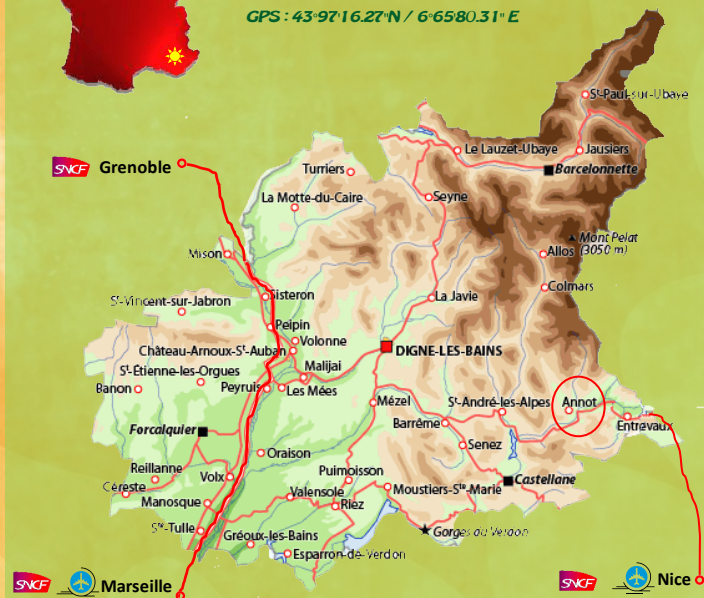 GPS : 43°97'16.27"N / 6°6580.31" E
St-Paul-sur-Ubaye
Le Lauzet-Ubaye
Jausiers
SNCF Grenoble
Turriers
Barcelonnette
La Motte-du-Caire
Seyne
Mison
Allos
Mont Pelat
(3050 m)
Colmars
St-Vincent-sur-Jabron
Sisteron
La Javie
Peipin
Volonne
Château-Arnoux-St-Auban
DIGNE-LES-BAINS
St-Étienne-les-Orgues
Malijai
Banon
Peyruis
Les Mées
Mézel
St-André-les-Alpes
Annot
Forcalquier
Barrême
Entrevaux
Senez
Oraison
Reillanne
Volx
Puimoisson
Castellane
Céreste
Valensole
Moustiers-Ste-Marie
Manosque
Riez
Ste-Tulle
Gréoux-les-Bains
Gorges du Verdon
Esparron-de-Verdon
SNCF Marseille
SNCF Nice